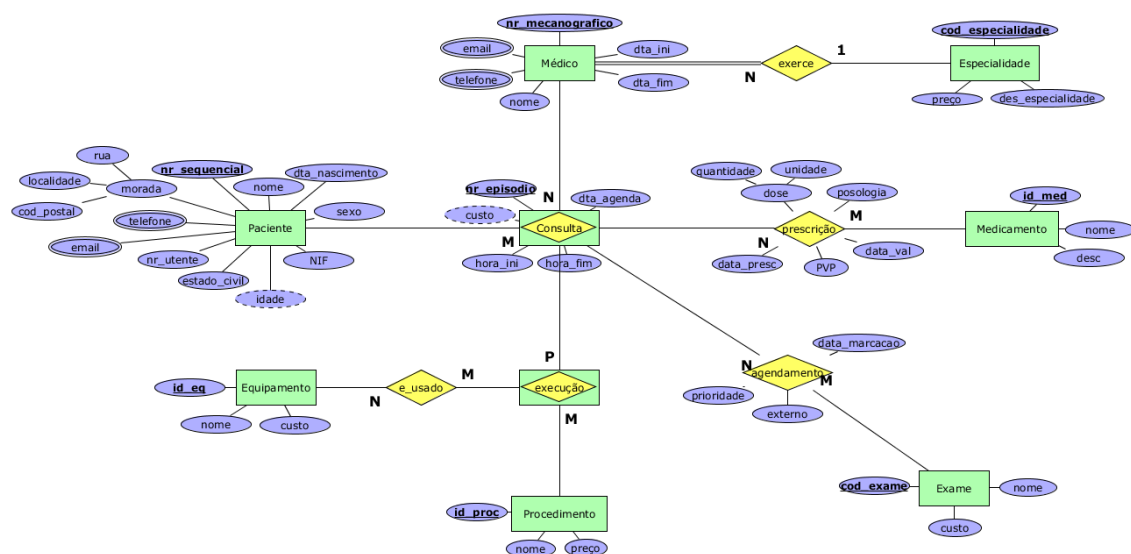 nr_mecanografico
email
dta_ini
Médico
telefone
dta_fim
nome
N
exerce
1
cod_especialidade
Especialidade
preço
des_especialidade
rua
localidade
morada
cod_postal
nr_sequencial
nome
dta_nascimento
sexo
Paciente
telefone
email
nr_utente
estado_civil
idade
NIF
nr_episodio
dta_agenda
custo
N
Consulta
M
hora_ini
hora_fim
quantidade
unidade
dose
posologia
prescrição
M
N
data_presc
PVP
data_val
id_med
Medicamento
nome
desc
id_eq
Equipamento
nome
custo
N
e_usado
M
P
execução
M
data_marcacao
N
agendamento
M
prioridade
externo
id_proc
Procedimento
nome
preço
cod_exame
Exame
nome
custo